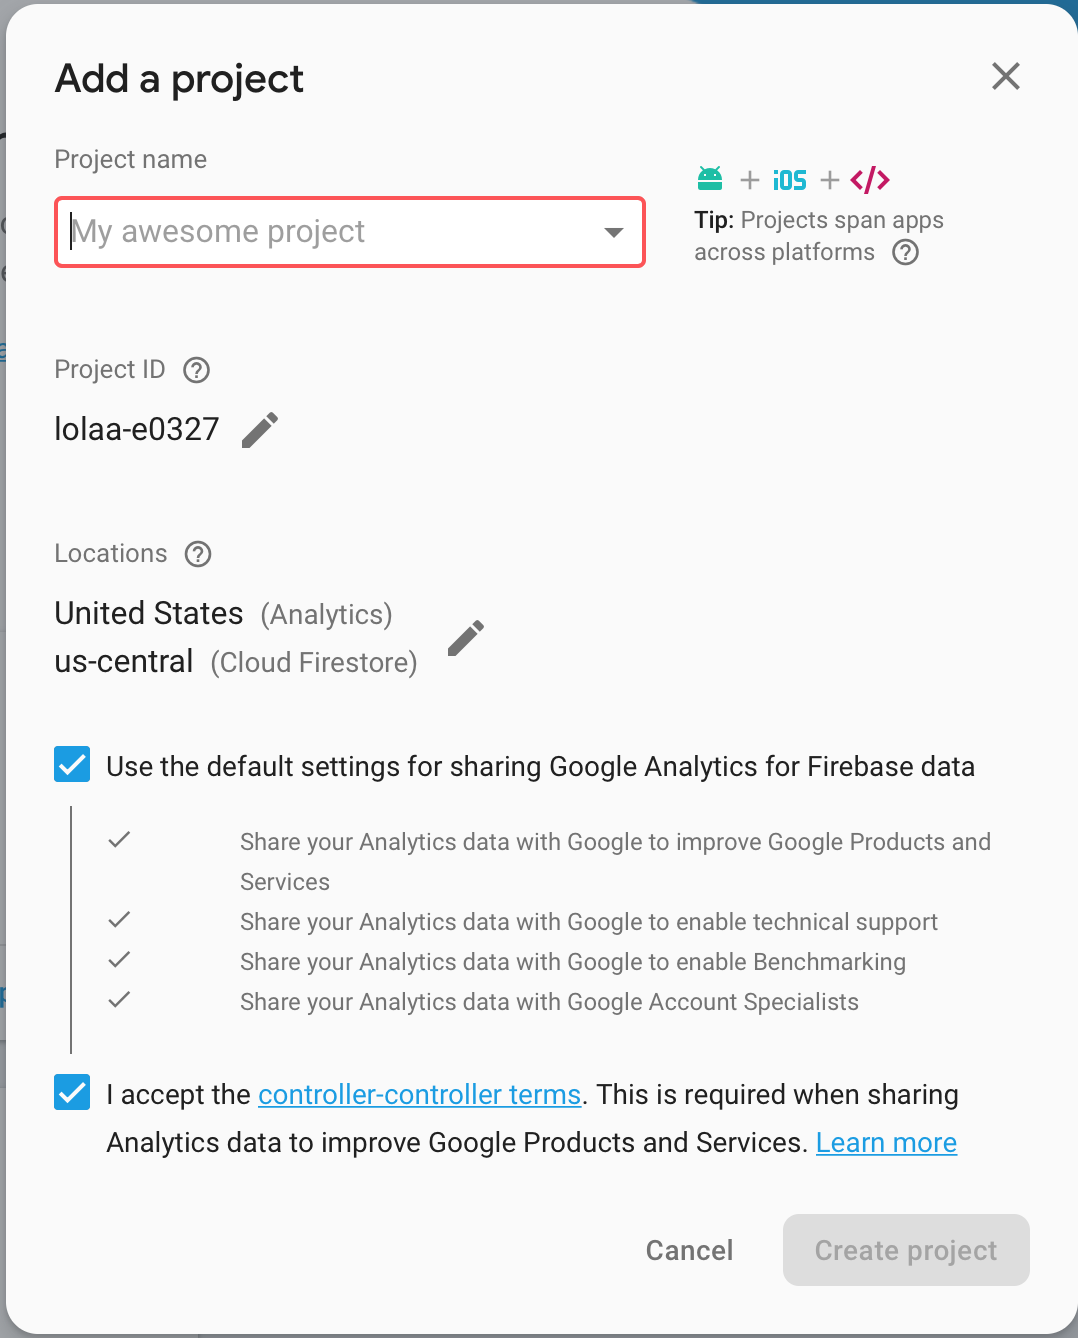 Add a project
Project name
My awesome project
+ iOS + </>
Tip: Projects span apps
across platforms
Project ID
lolaa-e0327
Locations
United States (Analytics)
us-central (Cloud Firestore)
Use the default settings for sharing Google Analytics for Firebase data
Share your Analytics data with Google to improve Google Products and
Services
Share your Analytics data with Google to enable technical support
Share your Analytics data with Google to enable Benchmarking
Share your Analytics data with Google Account Specialists
I accept the controller-controller terms. This is required when sharing
Analytics data to improve Google Products and Services. Learn more
Cancel
Create project